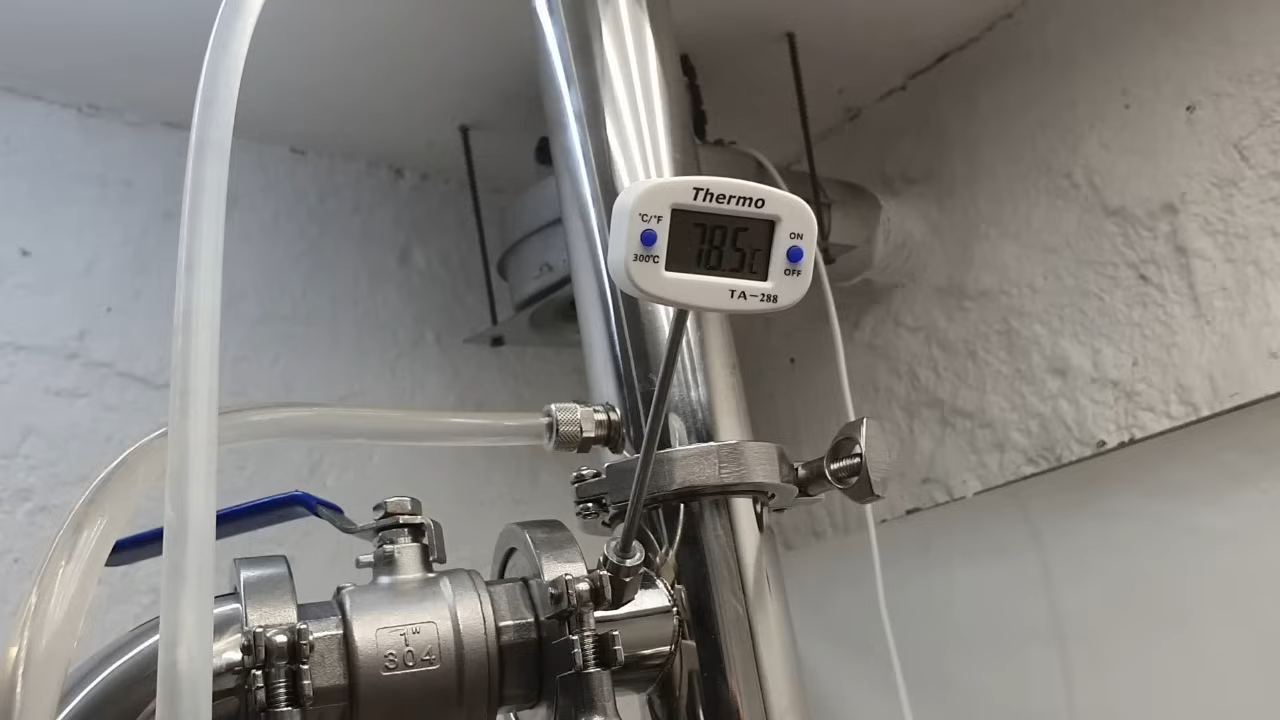 Thermo
°C/°F
300°C
78.5C
ON
OFF
TA-288
1"
304